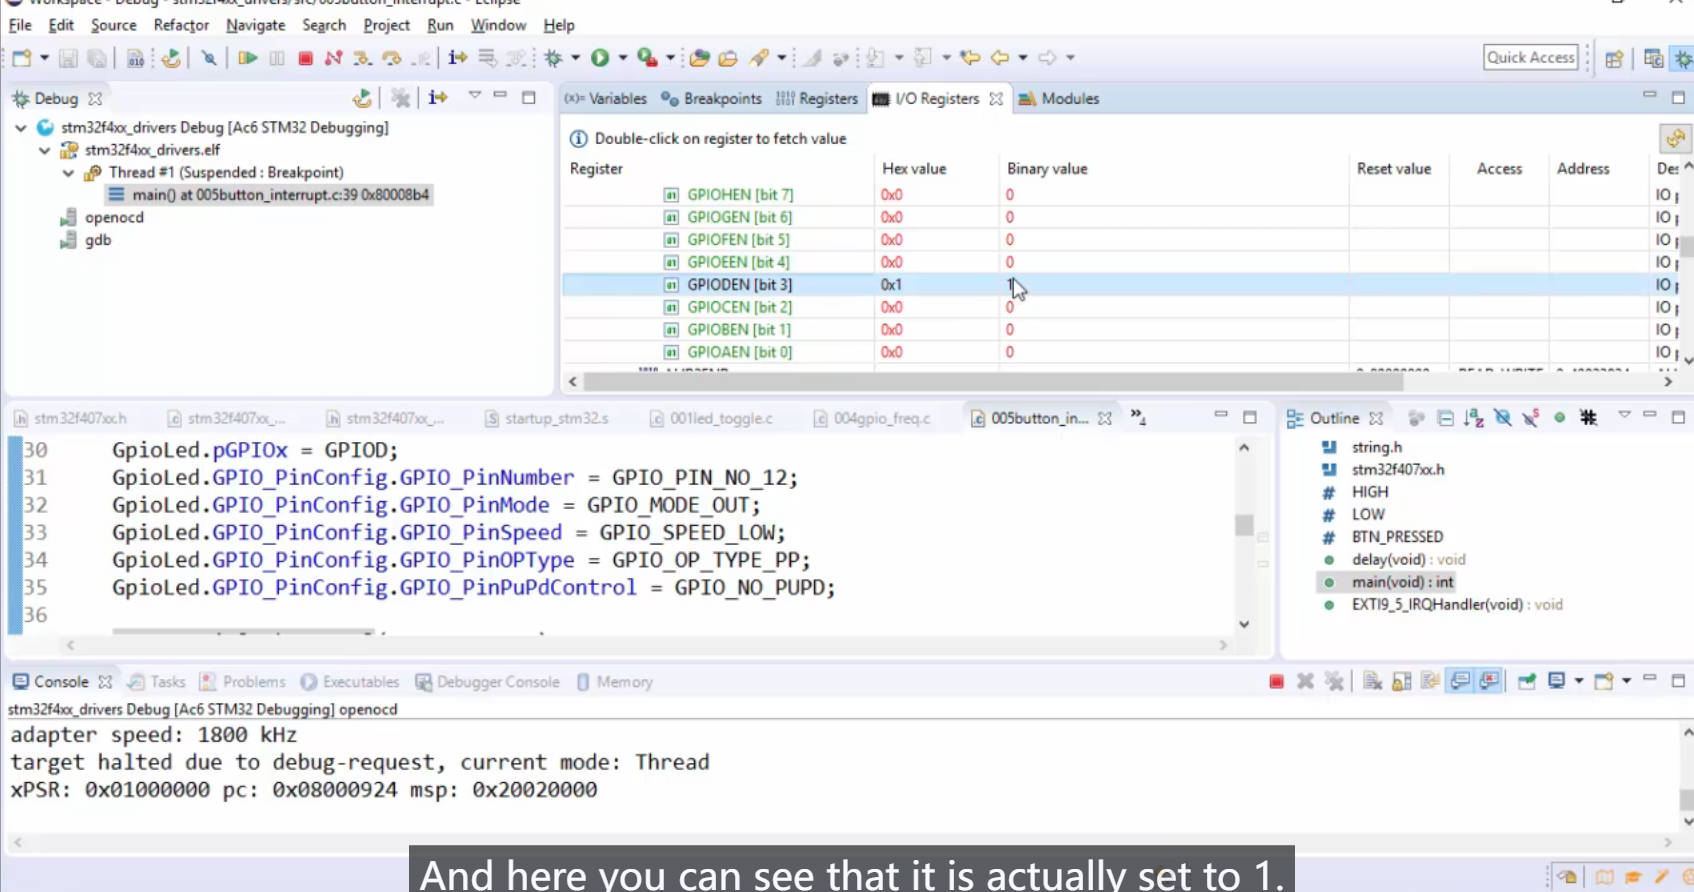 Workspace - Debug - stm32f4xx_drivers/src/005button_interrupt.c - Eclipse
File Edit Source Refactor Navigate Search Project Run Window Help
Quick Access
Debug
stm32f4xx_drivers Debug [Ac6 STM32 Debugging]
stm32f4xx_drivers.elf
Thread #1 (Suspended : Breakpoint)
main() at 005button_interrupt.c:39 0x80008b4
openocd
gdb
(x)= Variables Breakpoints Registers I/O Registers Modules
Double-click on register to fetch value
Register Hex value Binary value Reset value Access Address
GPIOHEN [bit 7] 0x0 0 IO
GPIOGEN [bit 6] 0x0 0 IO
GPIOFEN [bit 5] 0x0 0 IO
GPIOEEN [bit 4] 0x0 0 IO
GPIODEN [bit 3] 0x1 1 IO
GPIOCEN [bit 2] 0x0 0 IO
GPIOBEN [bit 1] 0x0 0 IO
GPIOAEN [bit 0] 0x0 0 IO
stm32f407xx.h stm32f407xx_... stm32f407xx_... startup_stm32.s 001led_toggle.c 004gpio_freq.c 005button_in... »4
30 GpioLed.pGPIOx = GPIOD;
31 GpioLed.GPIO_PinConfig.GPIO_PinNumber = GPIO_PIN_NO_12;
32 GpioLed.GPIO_PinConfig.GPIO_PinMode = GPIO_MODE_OUT;
33 GpioLed.GPIO_PinConfig.GPIO_PinSpeed = GPIO_SPEED_LOW;
34 GpioLed.GPIO_PinConfig.GPIO_PinOPType = GPIO_OP_TYPE_PP;
35 GpioLed.GPIO_PinConfig.GPIO_PinPuPdControl = GPIO_NO_PUPD;
36
Outline
string.h
stm32f407xx.h
# HIGH
# LOW
# BTN_PRESSED
delay(void) : void
main(void) : int
EXTI9_5_IRQHandler(void) : void
Console Tasks Problems Executables Debugger Console Memory
stm32f4xx_drivers Debug [Ac6 STM32 Debugging] openocd
adapter speed: 1800 kHz
target halted due to debug-request, current mode: Thread
xPSR: 0x01000000 pc: 0x08000924 msp: 0x20020000
And here you can see that it is actually set to 1.